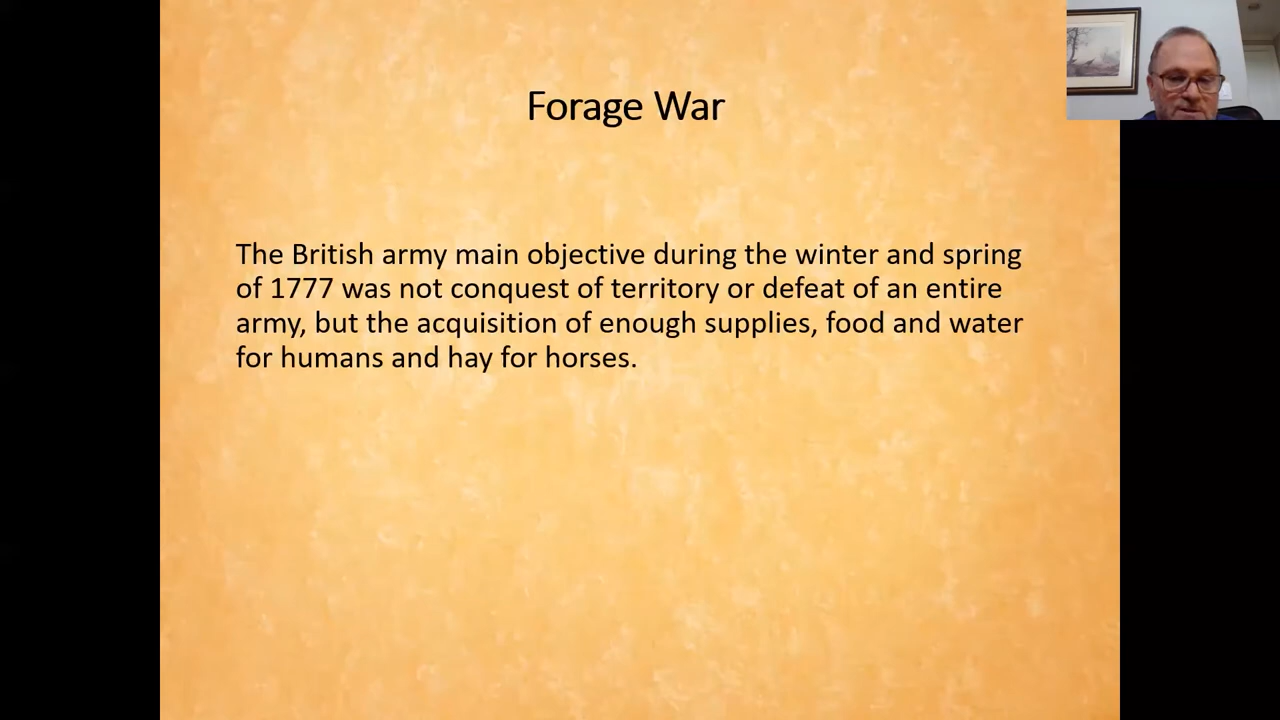 Forage War
The British army main objective during the winter and spring
of 1777 was not conquest of territory or defeat of an entire
army, but the acquisition of enough supplies, food and water
for humans and hay for horses.